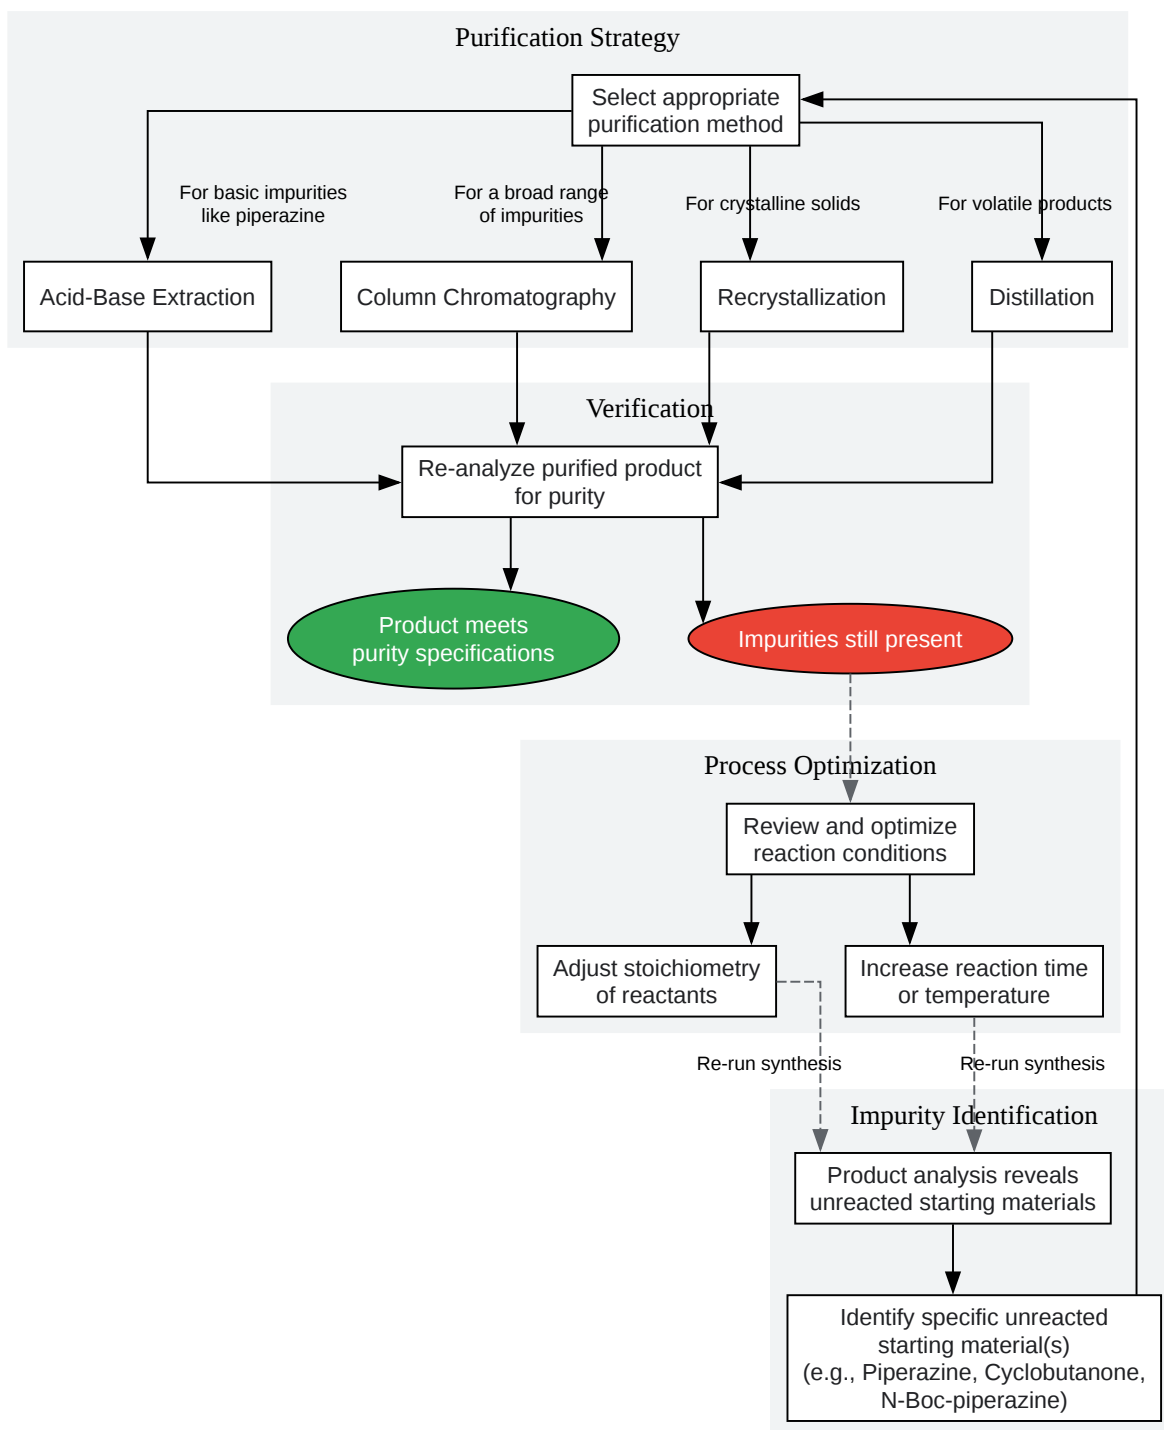 Purification Strategy
Select appropriate
purification method
For basic impurities
like piperazine
For a broad range
of impurities
For crystalline solids
For volatile products
Acid-Base Extraction
Column Chromatography
Recrystallization
Distillation
Verification
Re-analyze purified product
for purity
Product meets
purity specifications
Impurities still present
Process Optimization
Review and optimize
reaction conditions
Adjust stoichiometry
of reactants
Increase reaction time
or temperature
Re-run synthesis
Re-run synthesis
Impurity Identification
Product analysis reveals
unreacted starting materials
Identify specific unreacted
starting material(s)
(e.g., Piperazine, Cyclobutanone,
N-Boc-piperazine)